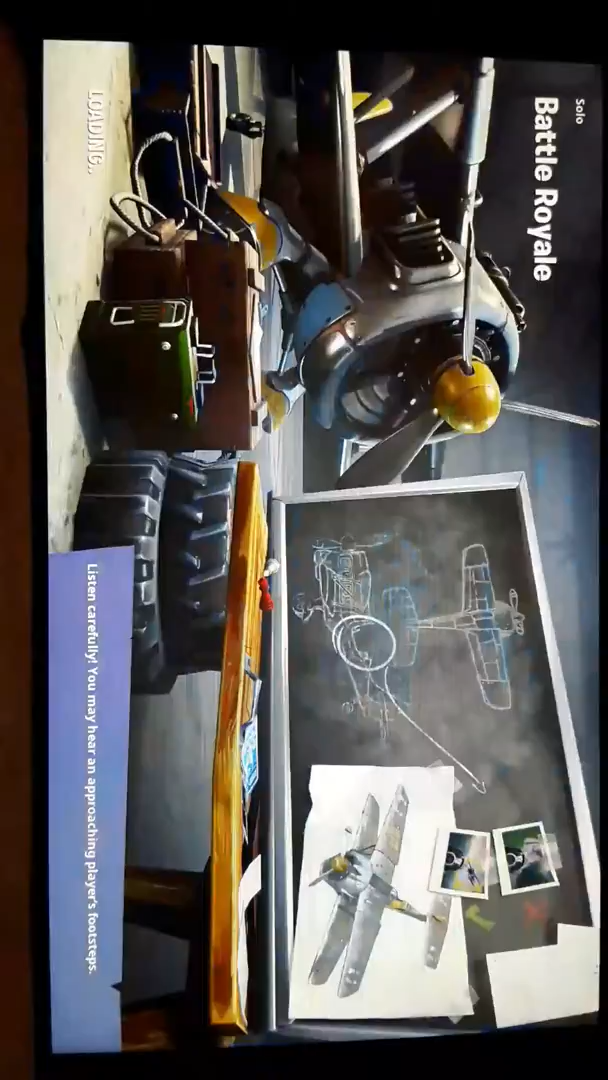 Solo
Battle Royale
LOADING..
Listen carefully! You may hear an approaching player's footsteps.